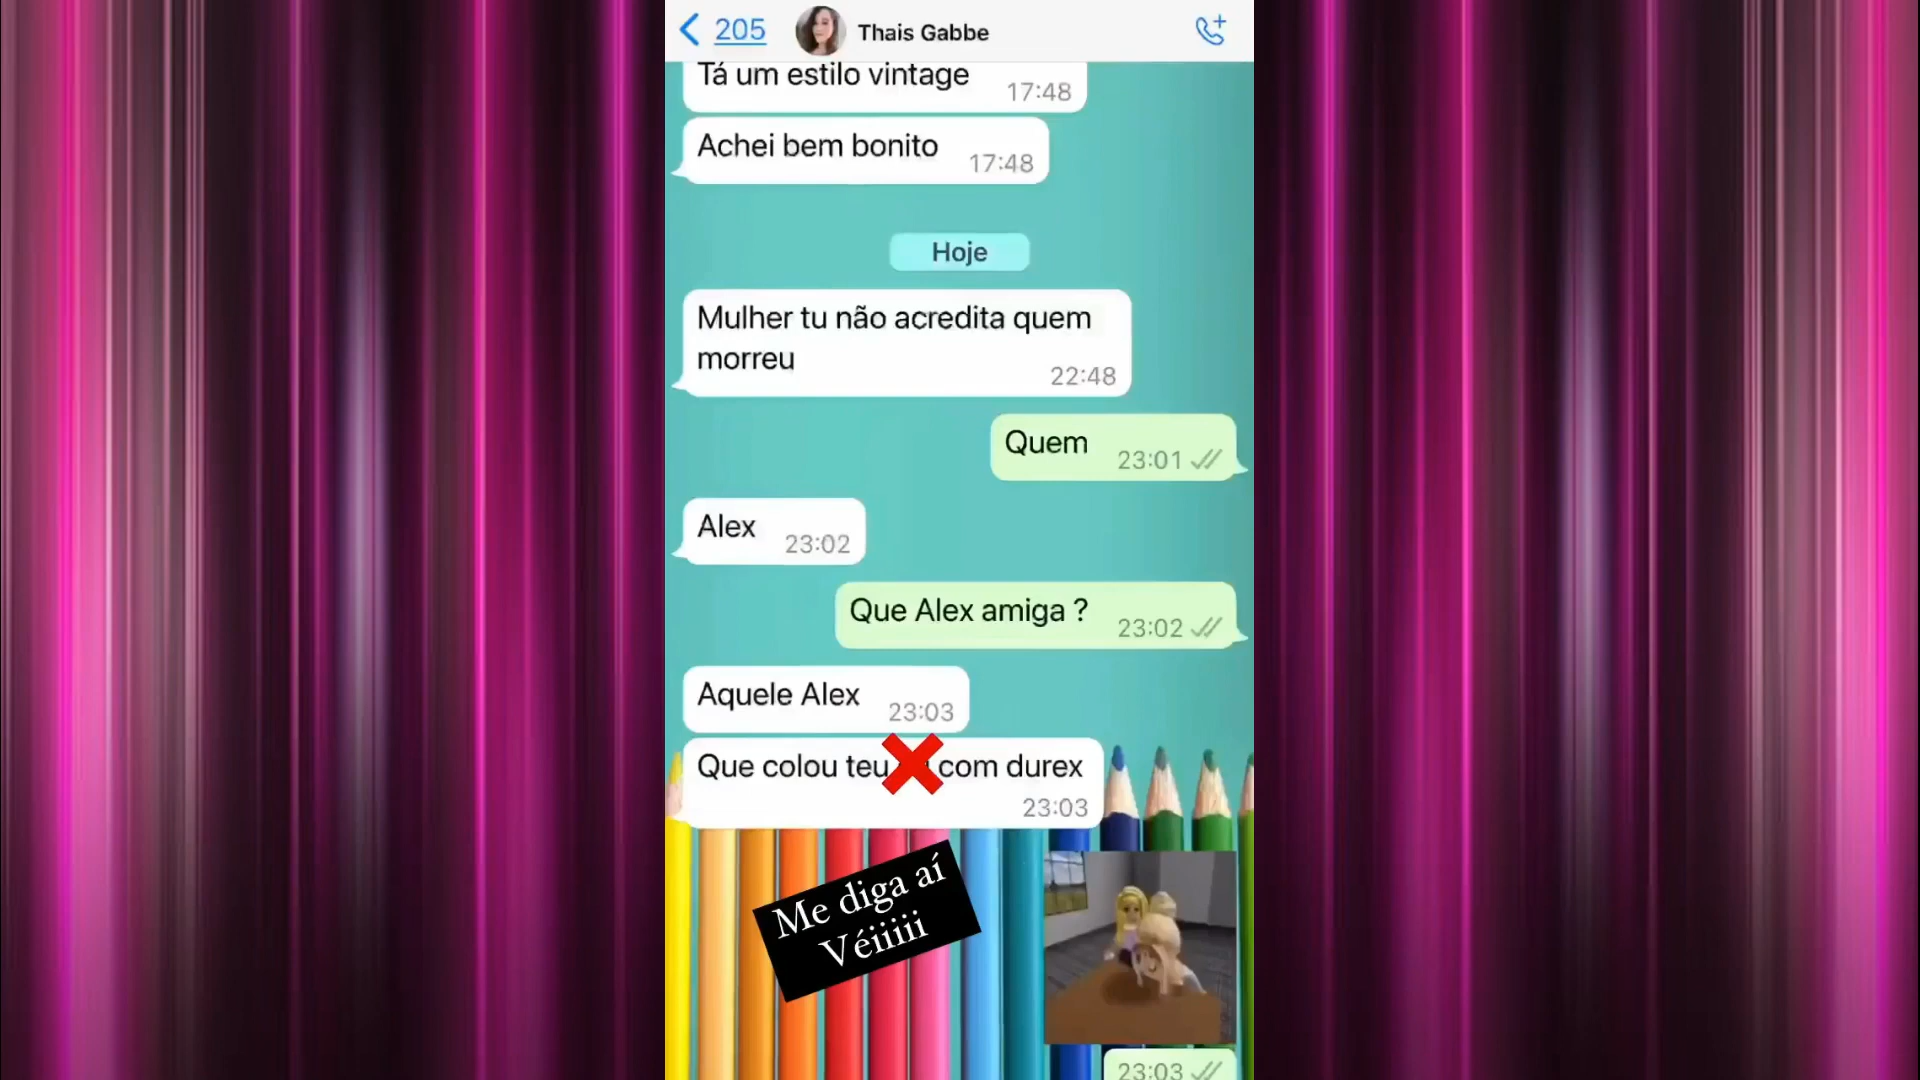 205
Thais Gabbe
Tá um estilo vintage
17:48
Achei bem bonito
17:48
Hoje
Mulher tu não acredita quem
morreu
22:48
Quem
23:01
Alex
23:02
Que Alex amiga ?
23:02
Aquele Alex
23:03
Que colou teu com durex
23:03
Me diga aí
Véiiiii
23:03